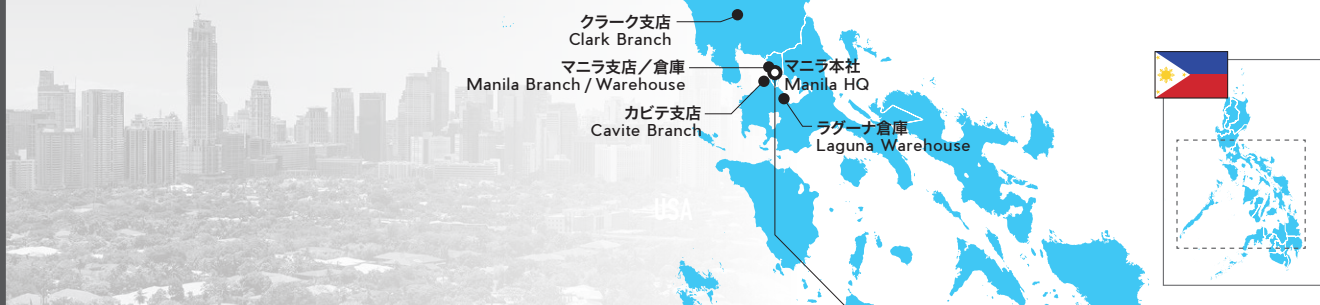 クラーク支店
Clark Branch
マニラ支店／倉庫
Manila Branch / Warehouse
マニラ本社
Manila HQ
カビテ支店
Cavite Branch
ラグーナ倉庫
Laguna Warehouse
USA